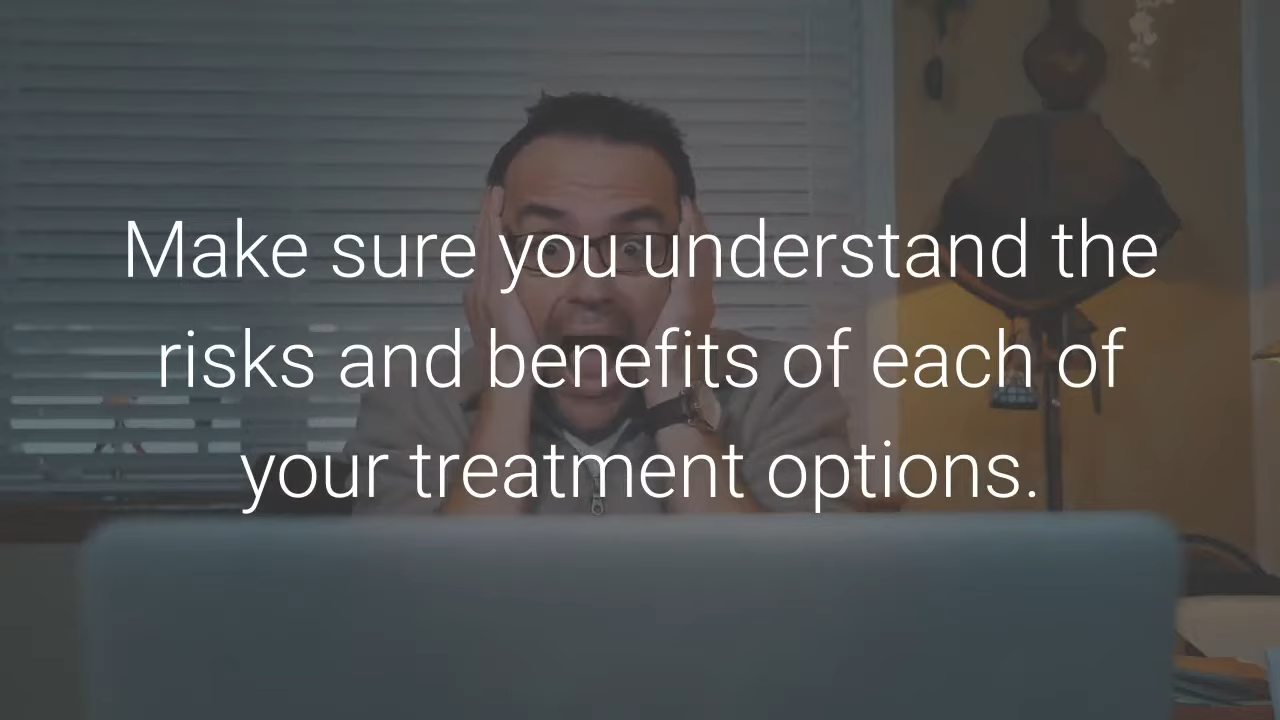 Make sure you understand the
risks and benefits of each of
your treatment options.